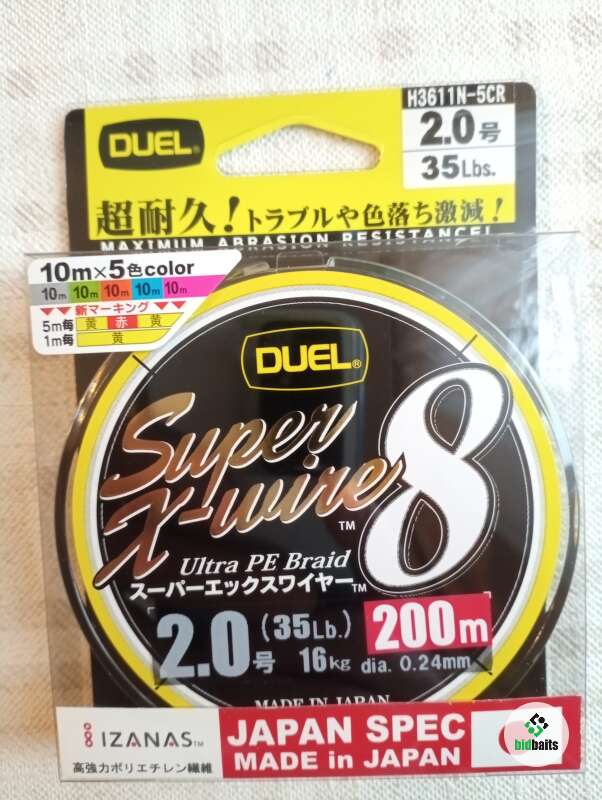 H3611N-5CR
DUEL®
2.0号
35Lbs.
超耐久!トラブルや色落ち激減!
MAXIMUM ABRASION RESISTANCE!
10m×5色color
10m 10m 10m 10m 10m
新マーキング
5m毎 黄 赤 黄
1m毎 黄
DUEL®
Super
X-wire 8
TM
Ultra PE Braid
スーパーエックスワイヤー TM
2.0号 (35Lb.) 200m
16kg dia. 0.24mm
MADE IN JAPAN
IZANAS TM
高強力ポリエチレン繊維
JAPAN SPEC
MADE in JAPAN
bidbaits